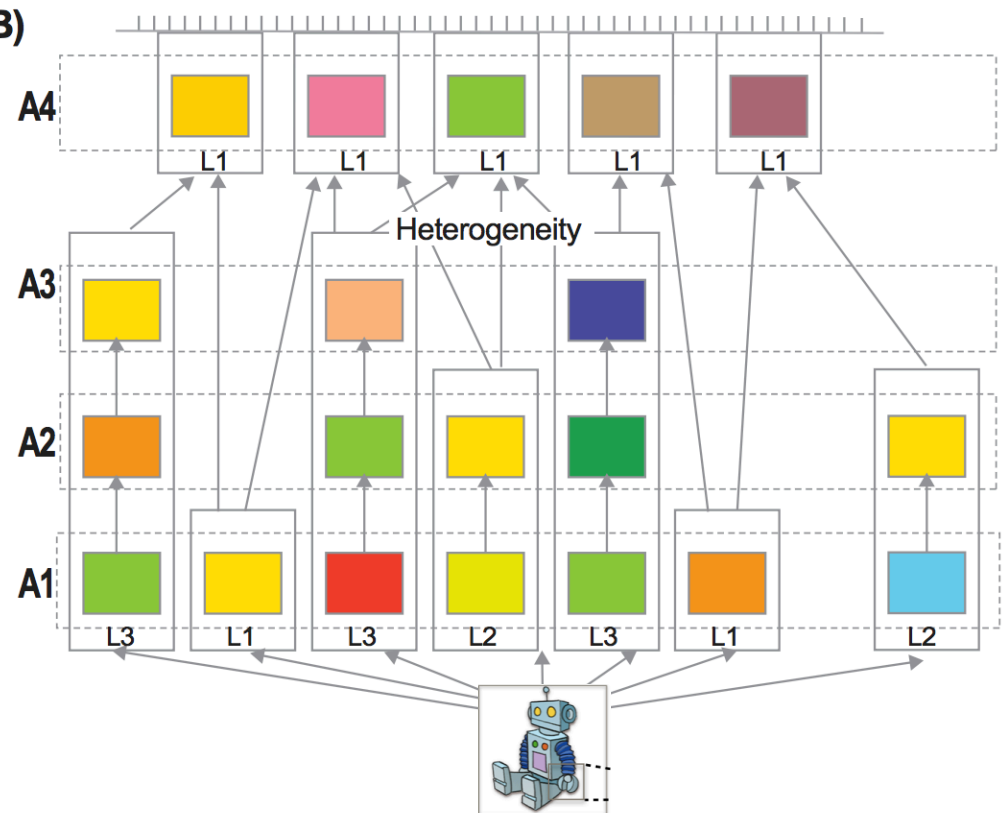 B)
A4
L1 L1 L1 L1 L1
Heterogeneity
A3
A2
A1
L3 L1 L3 L2 L3 L1 L2